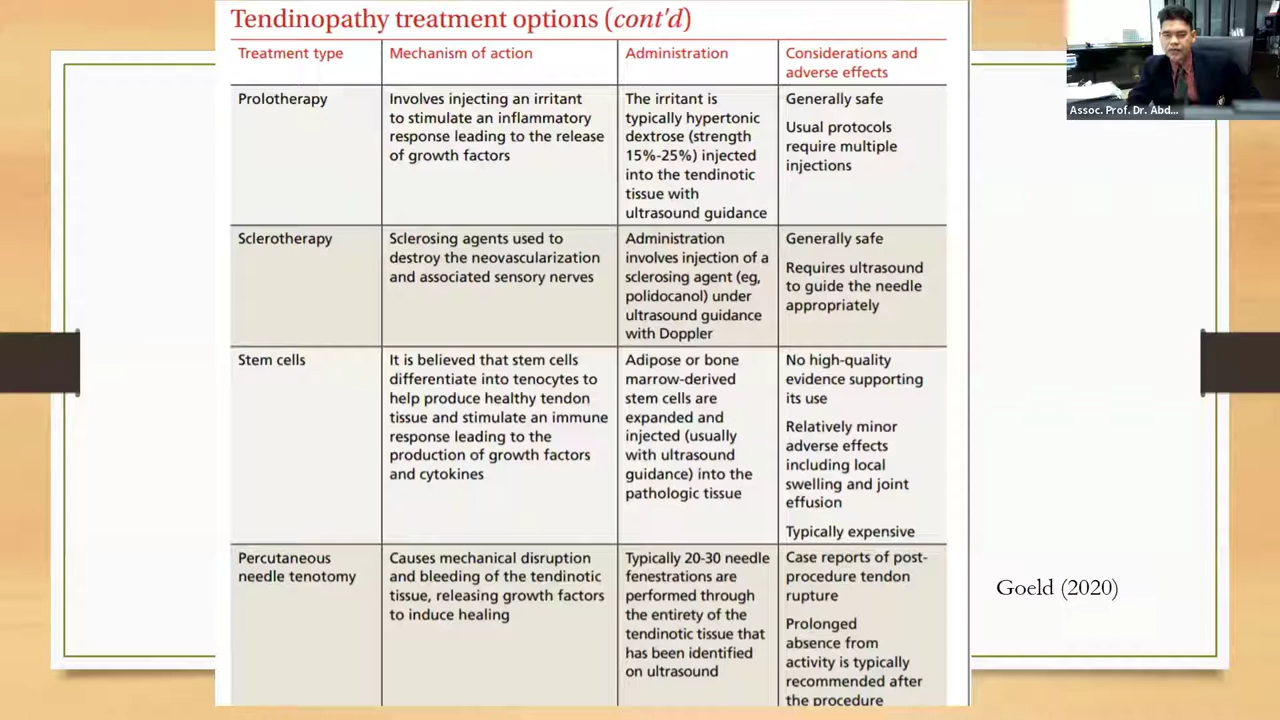 Tendinopathy treatment options (cont'd)
Treatment type
Mechanism of action
Administration
Considerations and
adverse effects
Prolotherapy
Involves injecting an irritant
to stimulate an inflammatory
response leading to the release
of growth factors
The irritant is
typically hypertonic
dextrose (strength
15%-25%) injected
into the tendinotic
tissue with
ultrasound guidance
Generally safe
Usual protocols
require multiple
injections
Sclerotherapy
Sclerosing agents used to
destroy the neovascularization
and associated sensory nerves
Administration
involves injection of a
sclerosing agent (eg,
polidocanol) under
ultrasound guidance
with Doppler
Generally safe
Requires ultrasound
to guide the needle
appropriately
Stem cells
It is believed that stem cells
differentiate into tenocytes to
help produce healthy tendon
tissue and stimulate an immune
response leading to the
production of growth factors
and cytokines
Adipose or bone
marrow-derived
stem cells are
expanded and
injected (usually
with ultrasound
guidance) into the
pathologic tissue
No high-quality
evidence supporting
its use
Relatively minor
adverse effects
including local
swelling and joint
effusion
Typically expensive
Percutaneous
needle tenotomy
Causes mechanical disruption
and bleeding of the tendinotic
tissue, releasing growth factors
to induce healing
Typically 20-30 needle
fenestrations are
performed through
the entirety of the
tendinotic tissue that
has been identified
on ultrasound
Case reports of post-
procedure tendon
rupture
Prolonged
absence from
activity is typically
recommended after
the procedure
Goeld (2020)
Assoc. Prof. Dr. Abd...